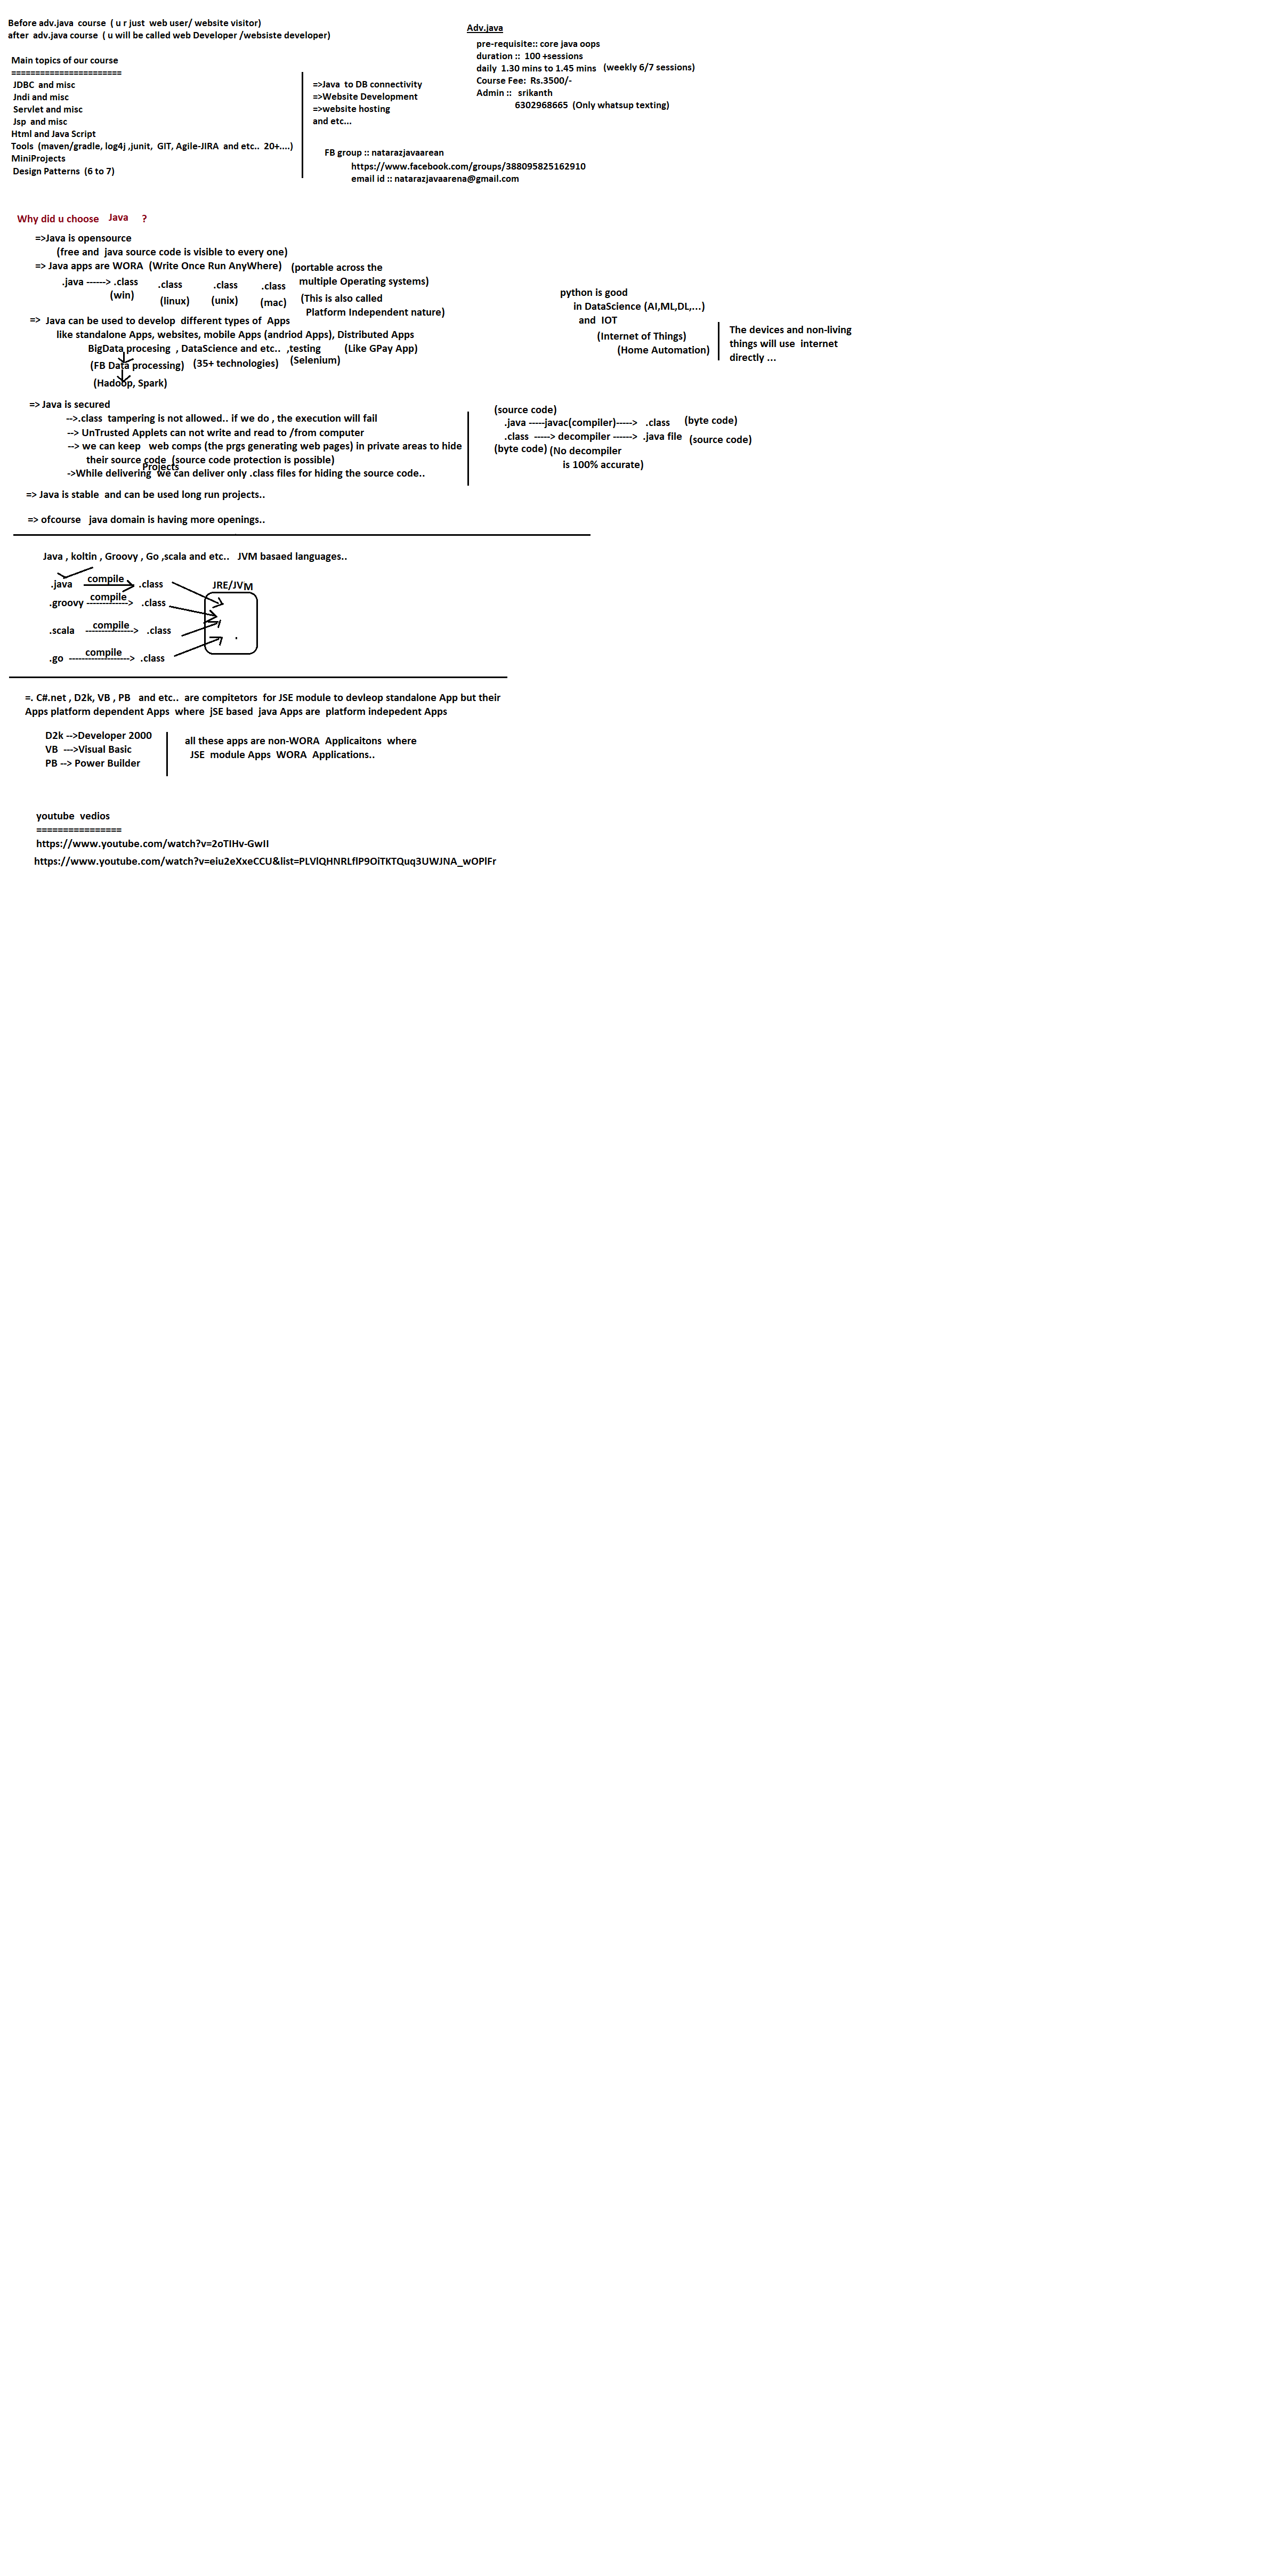 Before adv.java course ( u r just web user/ website visitor)
after adv.java course ( u will be called web Developer /websiste developer)
Adv.java
pre-requisite:: core java oops
duration :: 100 +sessions
daily 1.30 mins to 1.45 mins (weekly 6/7 sessions)
Course Fee: Rs.3500/-
Admin :: srikanth
6302968665 (Only whatsup texting)
Main topics of our course
=======================
JDBC and misc
Jndi and misc
Servlet and misc
Jsp and misc
Html and Java Script
Tools (maven/gradle, log4j ,junit, GIT, Agile-JIRA and etc.. 20+....)
MiniProjects
Design Patterns (6 to 7)
=>Java to DB connectivity
=>Website Development
=>website hosting
and etc...
FB group :: natarazjavaarean
https://www.facebook.com/groups/388095825162910
email id :: natarazjavaarena@gmail.com
Why did u choose Java ?
=>Java is opensource
(free and java source code is visible to every one)
=> Java apps are WORA (Write Once Run AnyWhere) (portable across the
multiple Operating systems)
.java ------> .class .class .class .class
(win) (linux) (unix) (mac)
(This is also called
Platform Independent nature)
=> Java can be used to develop different types of Apps
like standalone Apps, websites, mobile Apps (andriod Apps), Distributed Apps
BigData procesing , DataScience and etc.. ,testing (Like GPay App)
(FB Data processing) (35+ technologies) (Selenium)
(Hadoop, Spark)
python is good
in DataScience (AI,ML,DL,...)
and IOT
(Internet of Things)
(Home Automation)
The devices and non-living
things will use internet
directly ...
=> Java is secured
-->.class tampering is not allowed.. if we do , the execution will fail
--> UnTrusted Applets can not write and read to /from computer
--> we can keep web comps (the prgs generating web pages) in private areas to hide
their source code (source code protection is possible)
Projects
->While delivering we can deliver only .class files for hiding the source code..
(source code)
.java -----javac(compiler)-----> .class (byte code)
.class -----> decompiler ------> .java file (source code)
(byte code) (No decompiler
is 100% accurate)
=> Java is stable and can be used long run projects..
=> ofcourse java domain is having more openings..
Java , koltin , Groovy , Go ,scala and etc.. JVM basaed languages..
.java compile .class
JRE/JVM
.groovy compile -------------> .class
.scala compile ---------------> .class
.go compile -------------------> .class
=. C#.net , D2k, VB , PB and etc.. are compitetors for JSE module to devleop standalone App but their
Apps platform dependent Apps where jSE based java Apps are platform indepedent Apps
D2k -->Developer 2000
VB --->Visual Basic
PB --> Power Builder
all these apps are non-WORA Applicaitons where
JSE module Apps WORA Applications..
youtube vedios
================
https://www.youtube.com/watch?v=2oTIHv-GwII
https://www.youtube.com/watch?v=eiu2eXxeCCU&list=PLVlQHNRLflP9OiTKTQuq3UWJNA_wOPlFr